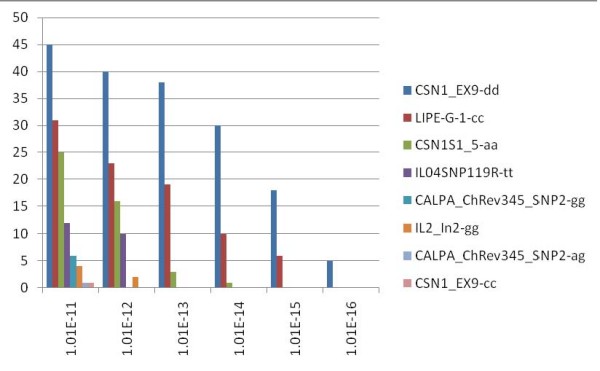 50
45
40
35
30
25
20
15
10
5
0
1.01E-11
1.01E-12
1.01E-13
1.01E-14
1.01E-15
1.01E-16
CSN1_EX9-dd
LIPE-G-1-cc
CSN1S1_5-aa
IL04SNP119R-tt
CALPA_ChRev345_SNP2-gg
IL2_In2-gg
CALPA_ChRev345_SNP2-ag
CSN1_EX9-cc